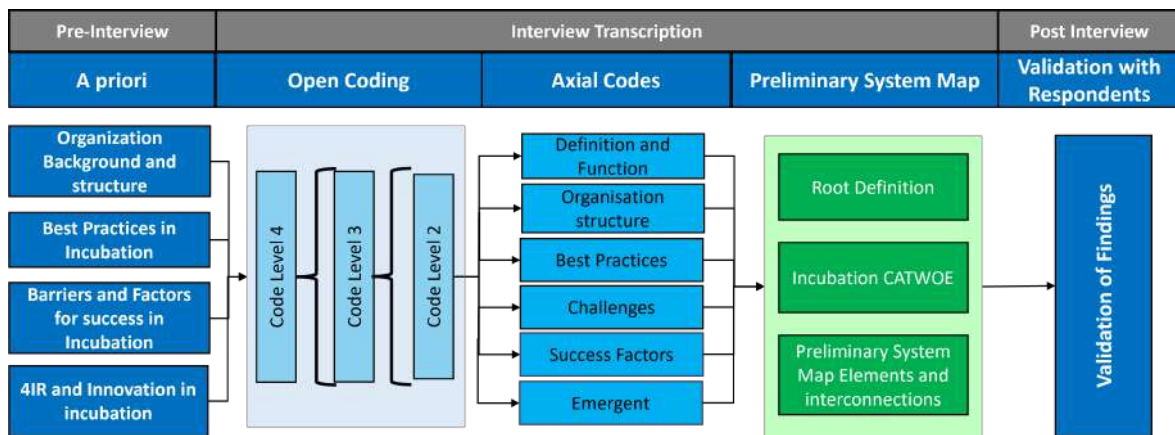 Pre-Interview
Interview Transcription
Post Interview
A priori
Open Coding
Axial Codes
Preliminary System Map
Validation with
Respondents
Organization
Background and
structure
Best Practices in
Incubation
Barriers and Factors
for success in
Incubation
4IR and Innovation in
incubation
Code Level 4
Code Level 3
Code Level 2
Definition and
Function
Organisation
structure
Best Practices
Challenges
Success Factors
Emergent
Root Definition
Incubation CATWOE
Preliminary System
Map Elements and
interconnections
Validation of Findings